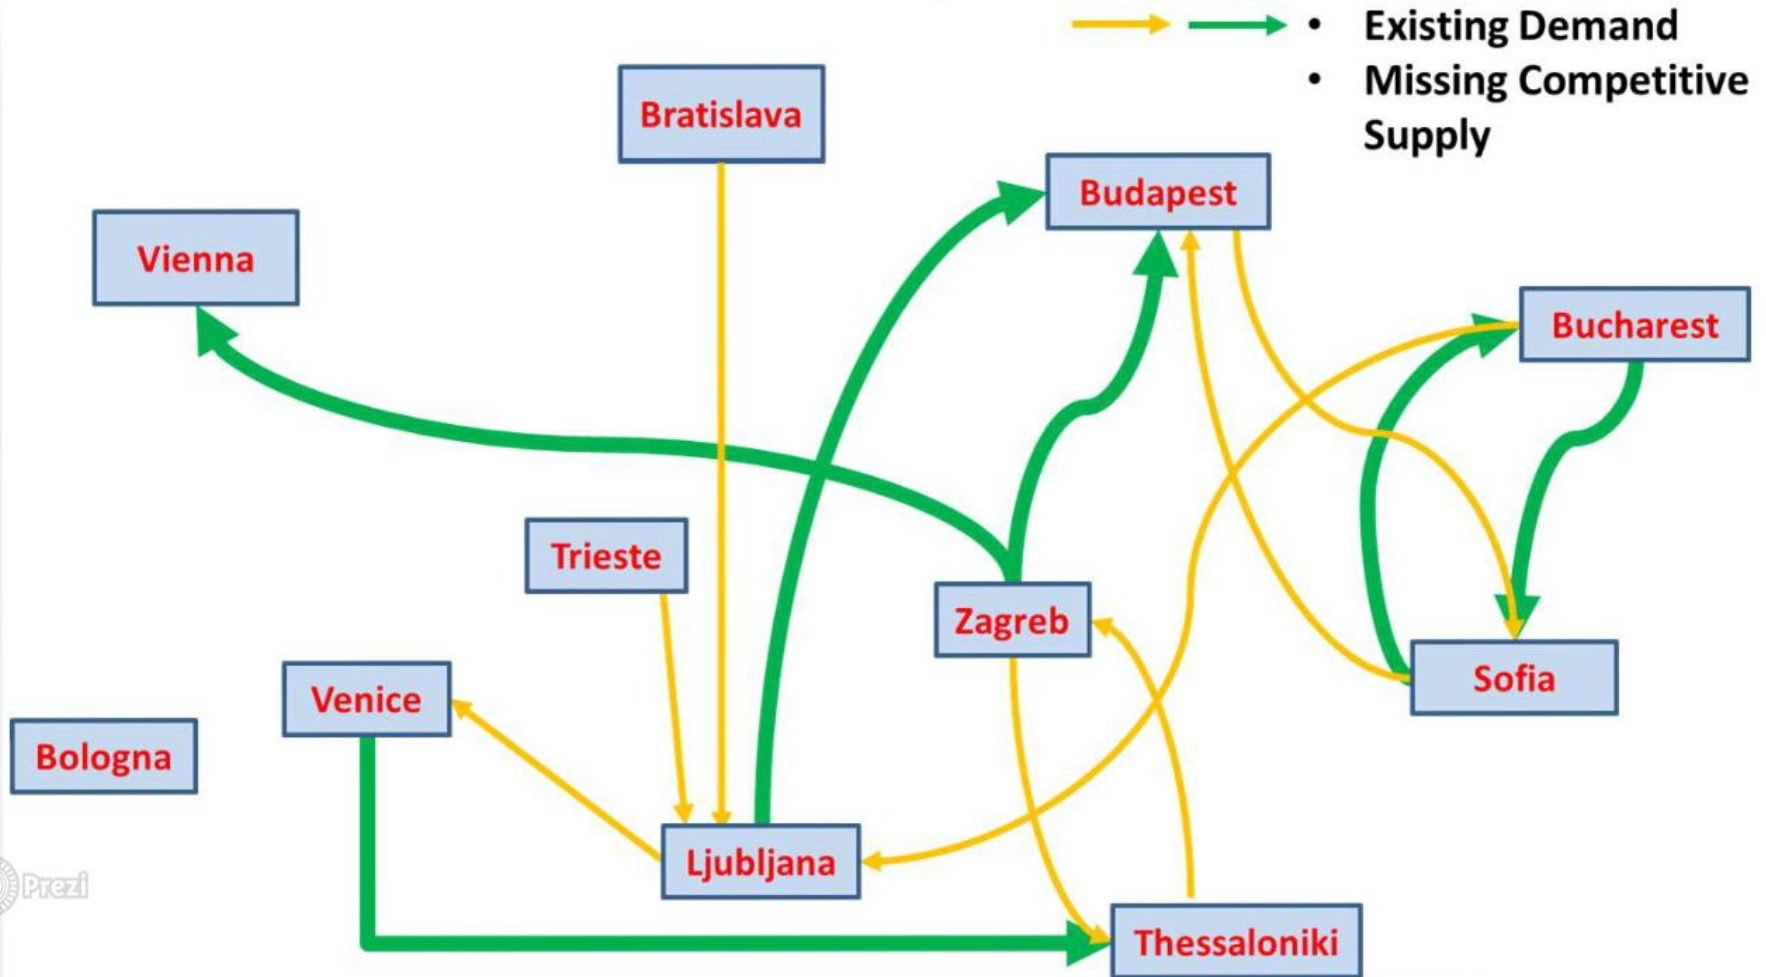 • Existing Demand
• Missing Competitive
Supply
Bratislava
Budapest
Vienna
Bucharest
Trieste
Zagreb
Sofia
Venice
Bologna
Ljubljana
Prezi
Thessaloniki